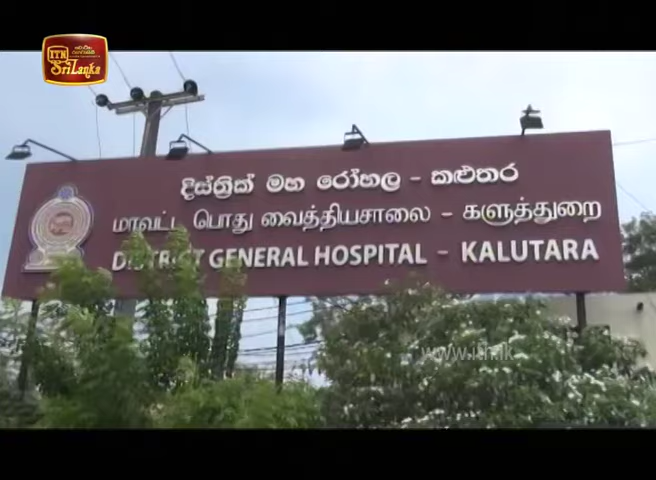 ITN
Sri Lanka
දිස්ත්‍රික් මහ රෝහල - කළුතර
மாவட்ட பொது வைத்தியசாலை - களுத்துறை
DISTRICT GENERAL HOSPITAL - KALUTARA
www.itn.lk